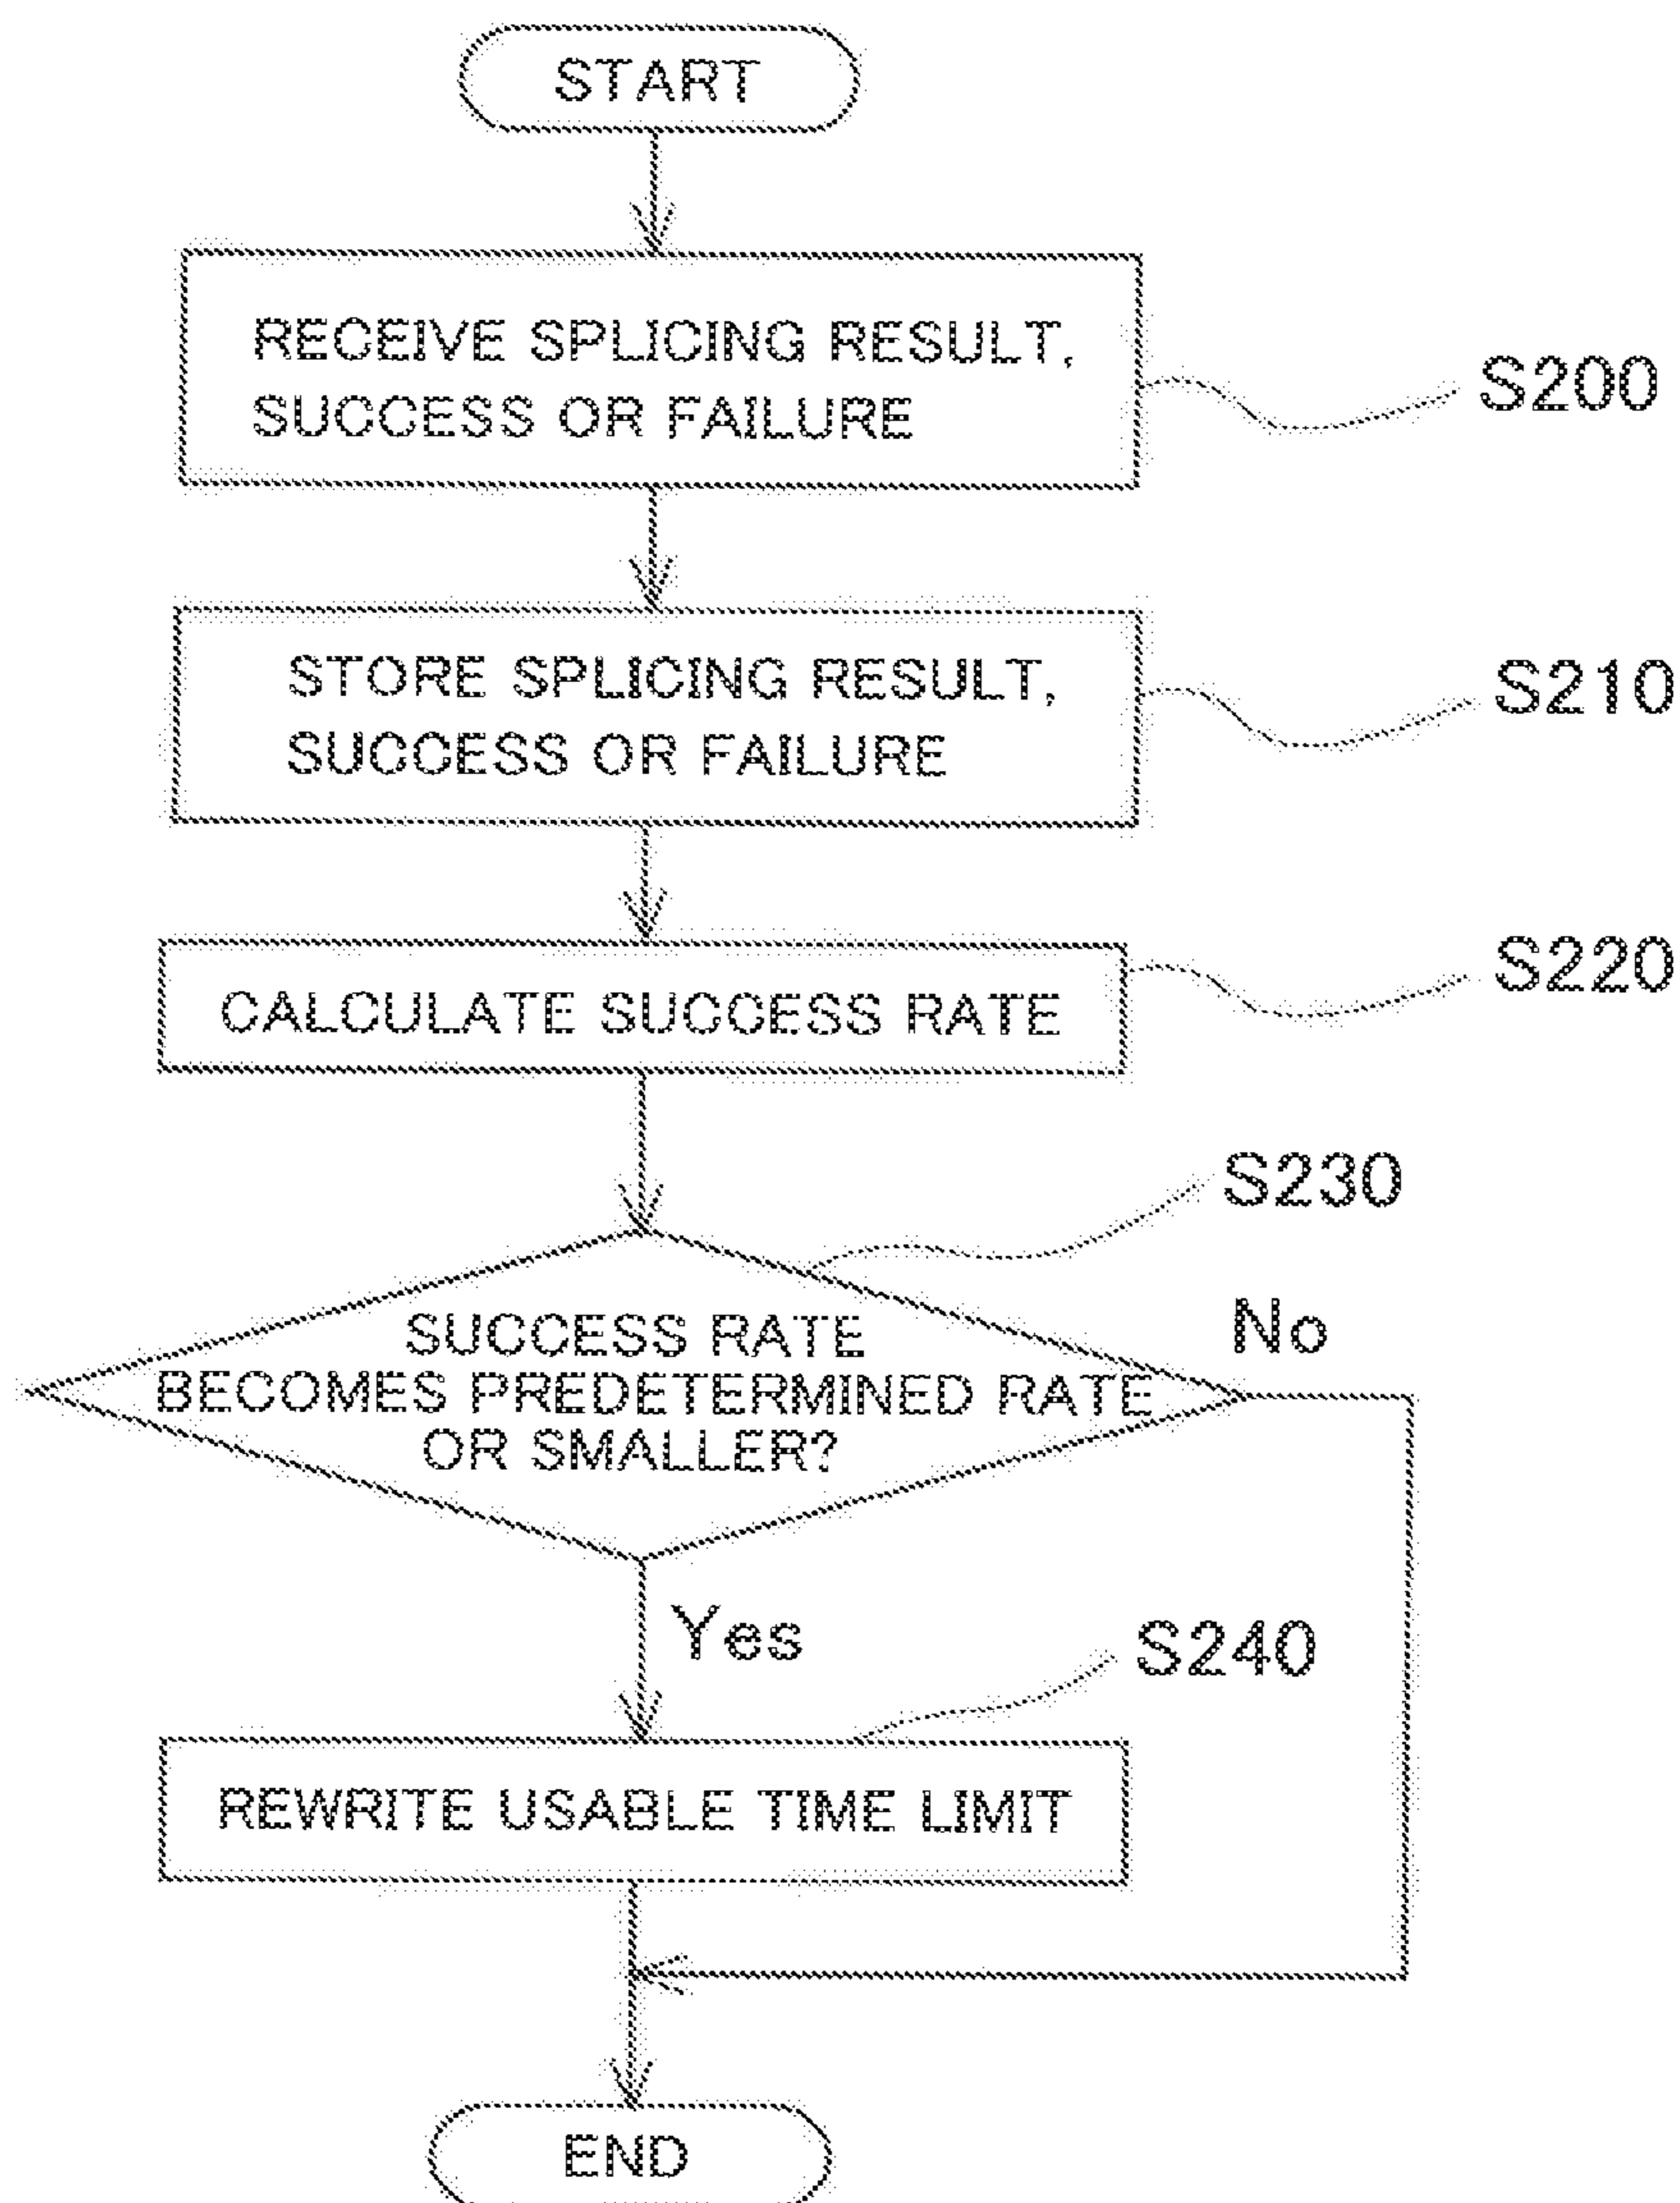 START
RECEIVE SPLICING RESULT,
SUCCESS OR FAILURE
S200
STORE SPLICING RESULT,
SUCCESS OR FAILURE
S210
CALCULATE SUCCESS RATE
S220
S230
SUCCESS RATE
BECOMES PREDETERMINED RATE
OR SMALLER?
No
Yes
S240
REWRITE USABLE TIME LIMIT
END